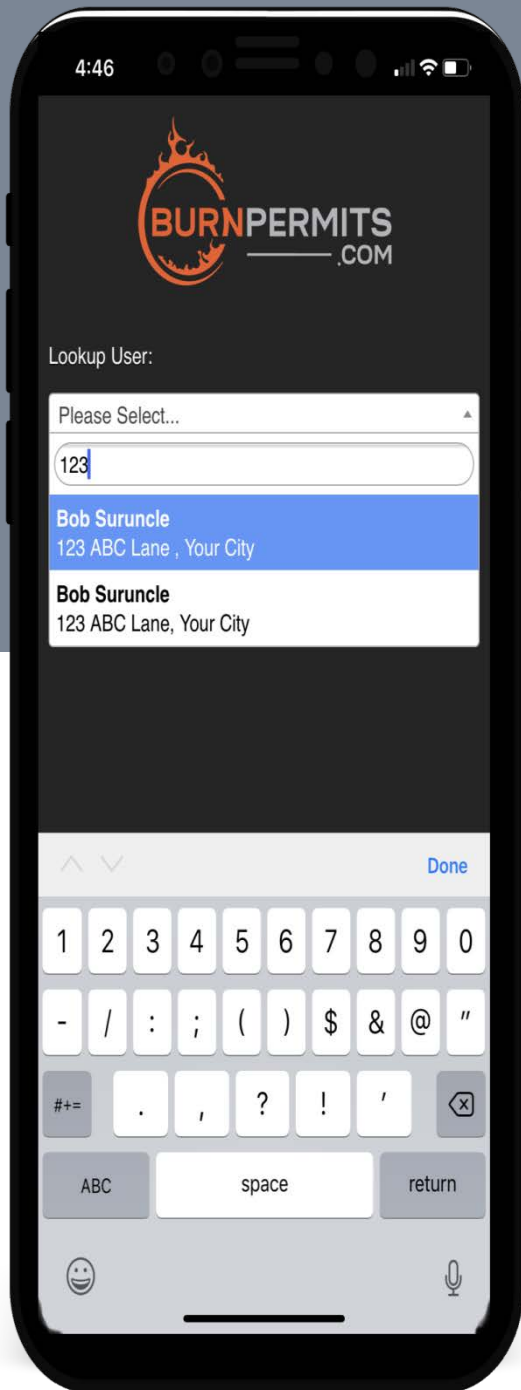 4:46
BURNPERMITS
.COM
Lookup User:
Please Select...
123
Bob Suruncle
123 ABC Lane , Your City
Bob Suruncle
123 ABC Lane, Your City
Done
1 2 3 4 5 6 7 8 9 0
- / : ; ( ) $ & @ "
#+= . , ? ! '
ABC space return